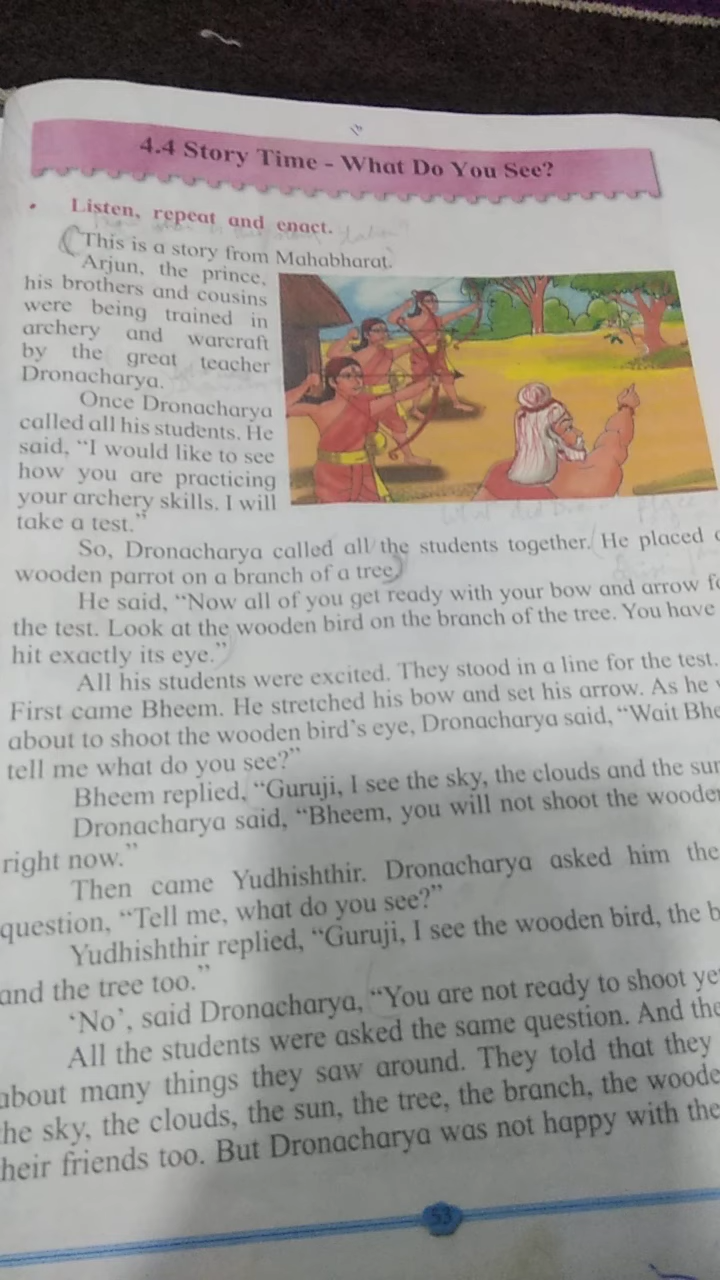 4.4 Story Time - What Do You See?
• Listen, repeat and enact.
This is a story from Mahabharat.
Arjun, the prince,
his brothers and cousins
were being trained in
archery and warcraft
by the great teacher
Dronacharya.
Once Dronacharya
called all his students. He
said, “I would like to see
how you are practicing
your archery skills. I will
take a test.”
So, Dronacharya called all the students together. He placed
wooden parrot on a branch of a tree
He said, “Now all of you get ready with your bow and arrow
the test. Look at the wooden bird on the branch of the tree. You have
hit exactly its eye.”
All his students were excited. They stood in a line for the test.
First came Bheem. He stretched his bow and set his arrow. As he
about to shoot the wooden bird’s eye, Dronacharya said, “Wait
tell me what do you see?”
Bheem replied, “Guruji, I see the sky, the clouds and the
Dronacharya said, “Bheem, you will not shoot the
right now.”
Then came Yudhishthir. Dronacharya asked him the
question, “Tell me, what do you see?”
Yudhishthir replied, “Guruji, I see the wooden bird, the
and the tree too.”
‘No’, said Dronacharya, “You are not ready to shoot
All the students were asked the same question. And
about many things they saw around. They told that they
the sky, the clouds, the sun, the tree, the branch, the
their friends too. But Dronacharya was not happy with
53